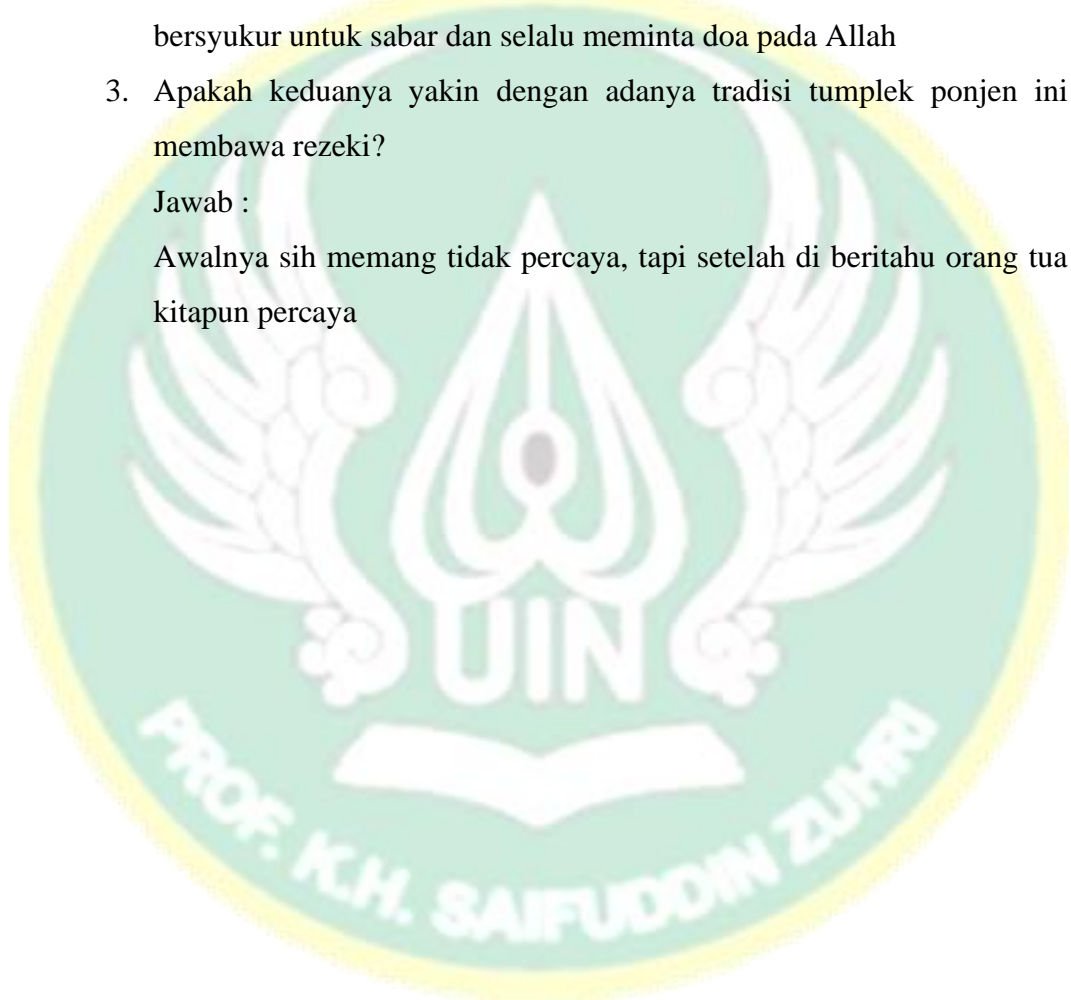 bersyukur untuk sabar dan selalu meminta doa pada Allah
3. Apakah keduanya yakin dengan adanya tradisi tumplek ponjen ini
membawa rezeki?
Jawab :
Awalnya sih memang tidak percaya, tapi setelah di beritahu orang tua
kitapun percaya
UIN
PROF. K.H. SAIFUDDIN ZUHRI